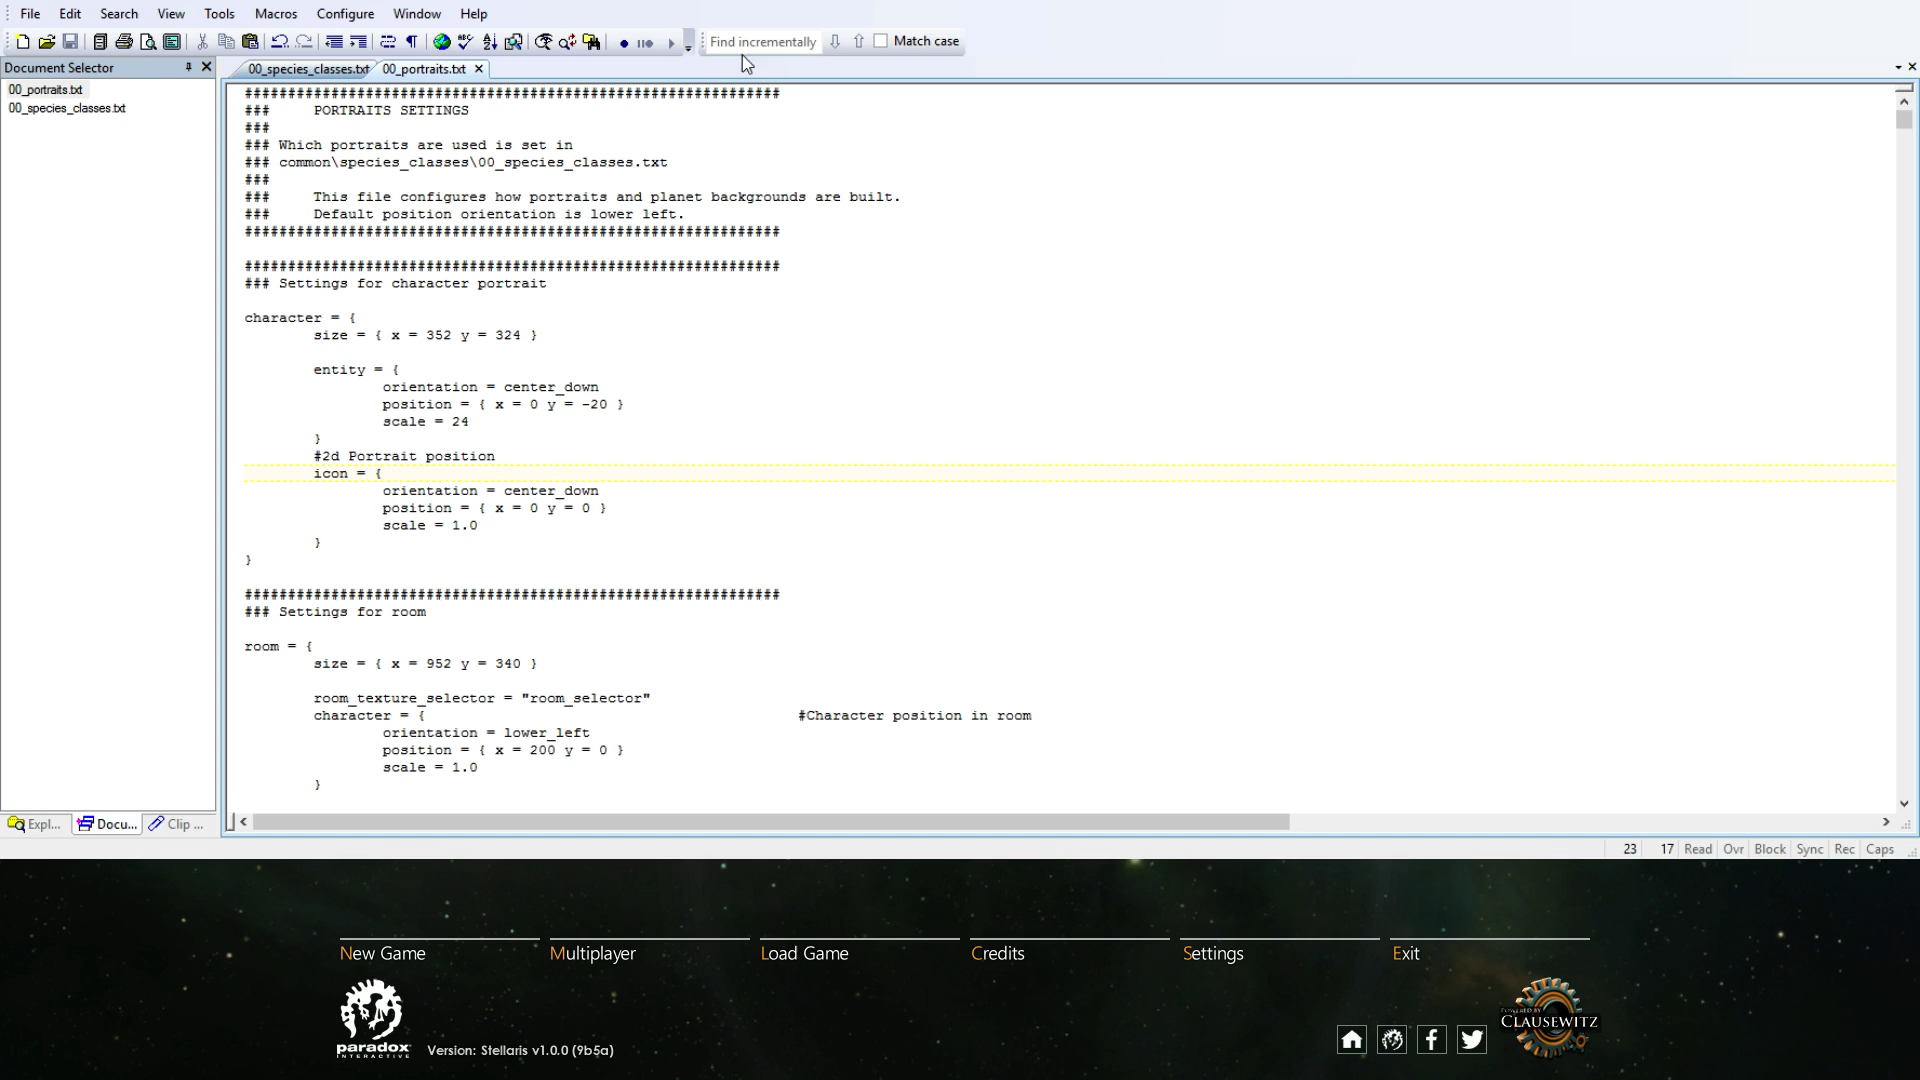 File Edit Search View Tools Macros Configure Window Help
Find incrementally Match case
Document Selector
00_species_classes.txt 00_portraits.txt
00_portraits.txt
00_species_classes.txt
##############################################################
### PORTRAITS SETTINGS
###
### Which portraits are used is set in
### common\species_classes\00_species_classes.txt
###
### This file configures how portraits and planet backgrounds are built.
### Default position orientation is lower left.
##############################################################
##############################################################
### Settings for character portrait
character = {
size = { x = 352 y = 324 }
entity = {
orientation = center_down
position = { x = 0 y = -20 }
scale = 24
}
#2d Portrait position
icon = {
orientation = center_down
position = { x = 0 y = 0 }
scale = 1.0
}
}
##############################################################
### Settings for room
room = {
size = { x = 952 y = 340 }
room_texture_selector = "room_selector"
character = { #Character position in room
orientation = lower_left
position = { x = 200 y = 0 }
scale = 1.0
}
Expl... Docu... Clip ...
23 17 Read Ovr Block Sync Rec Caps
New Game Multiplayer Load Game Credits Settings Exit
paradox
INTERACTIVE
Version: Stellaris v1.0.0 (9b5a)
POWERED BY
CLAUSEWITZ